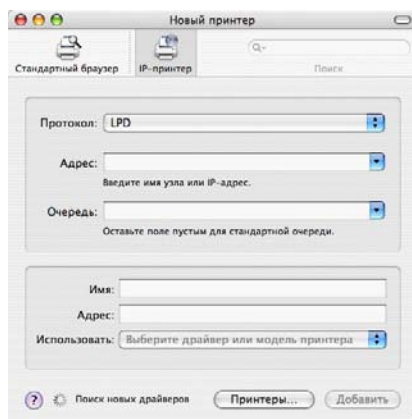 Новый принтер
Стандартный браузер IP-принтер Поиск
Протокол: LPD
Адрес:
Введите имя узла или IP-адрес.
Очередь:
Оставьте поле пустым для стандартной очереди.
Имя:
Адрес:
Использовать: Выберите драйвер или модель принтера
? Поиск новых драйверов Принтеры... Добавить